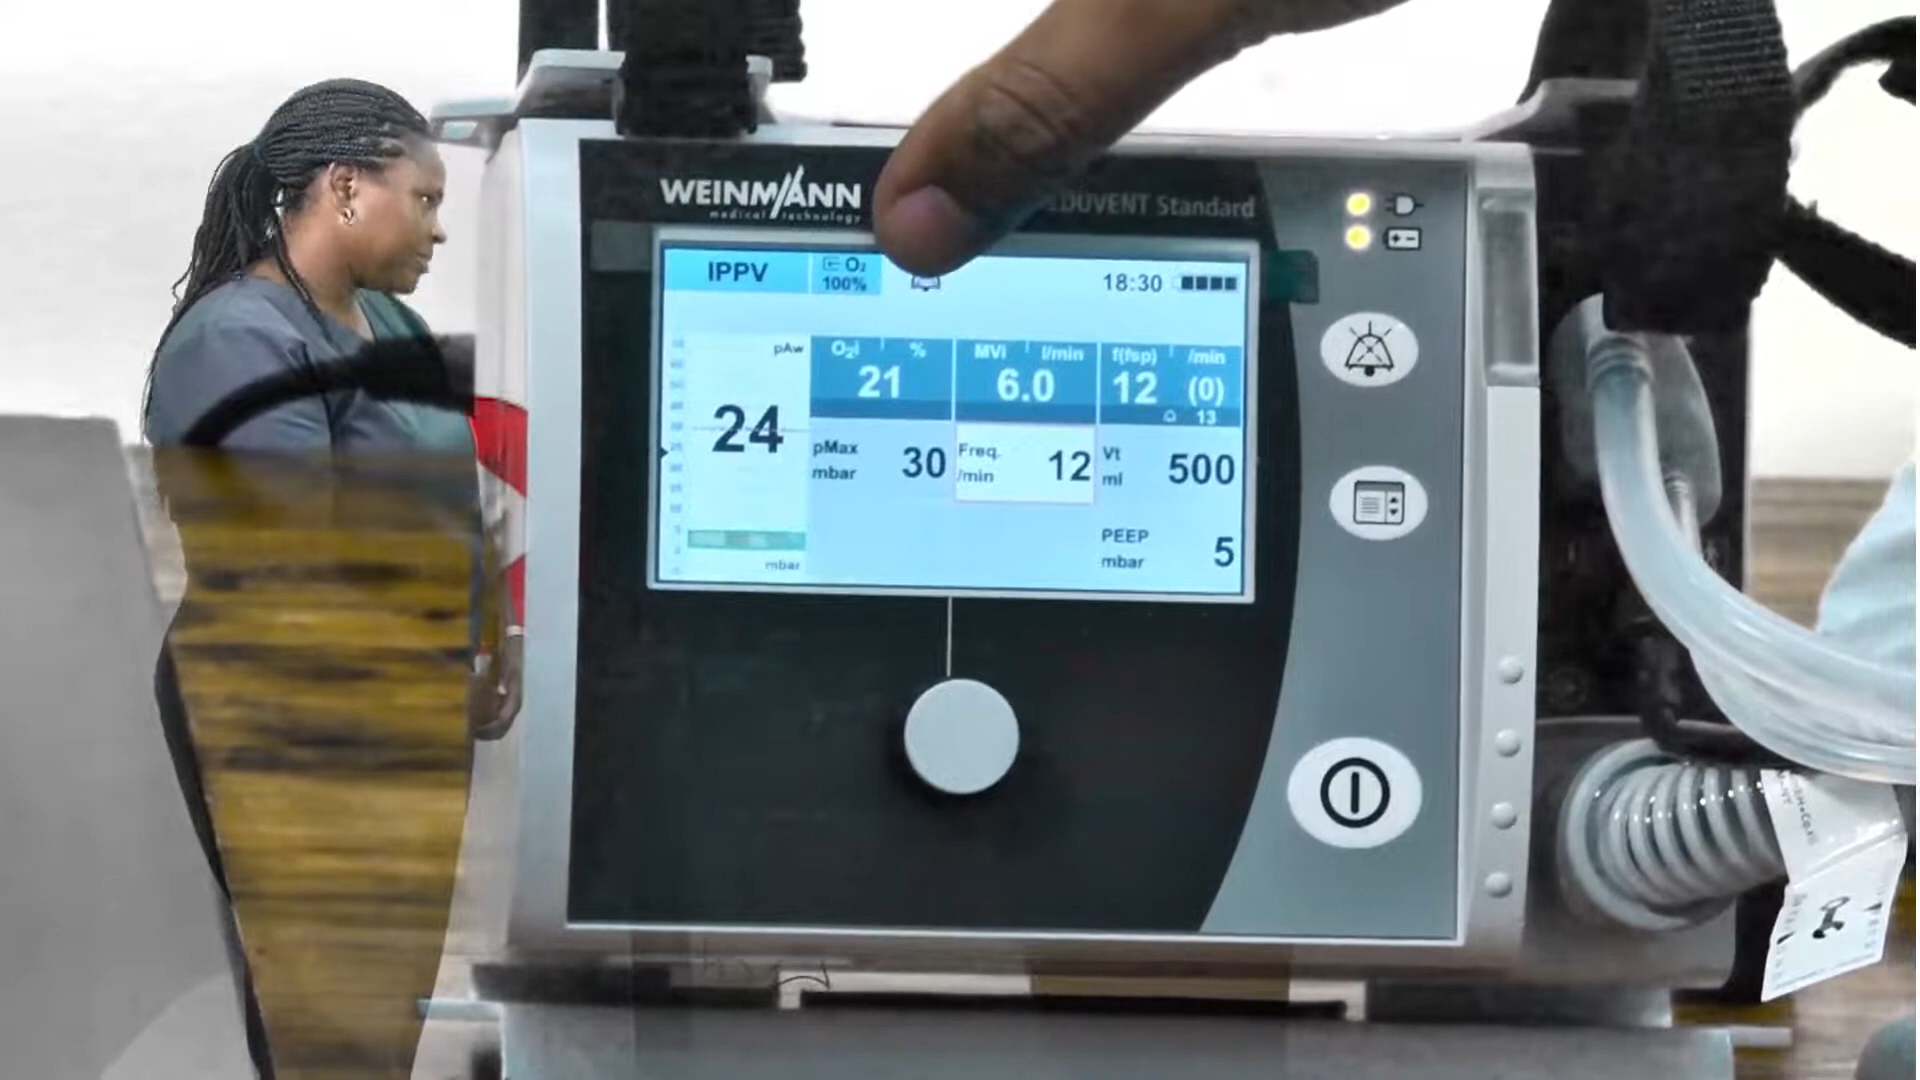 WEINMANN
medical technology
EDUVENT Standard
IPPV
O₂
100%
18:30
pAw
24
mbar
O₂i %
21
MVi l/min
6.0
f(fsp) /min
12 (0)
13
pMax
mbar
30
Freq.
/min
12
Vt
ml
500
PEEP
mbar
5